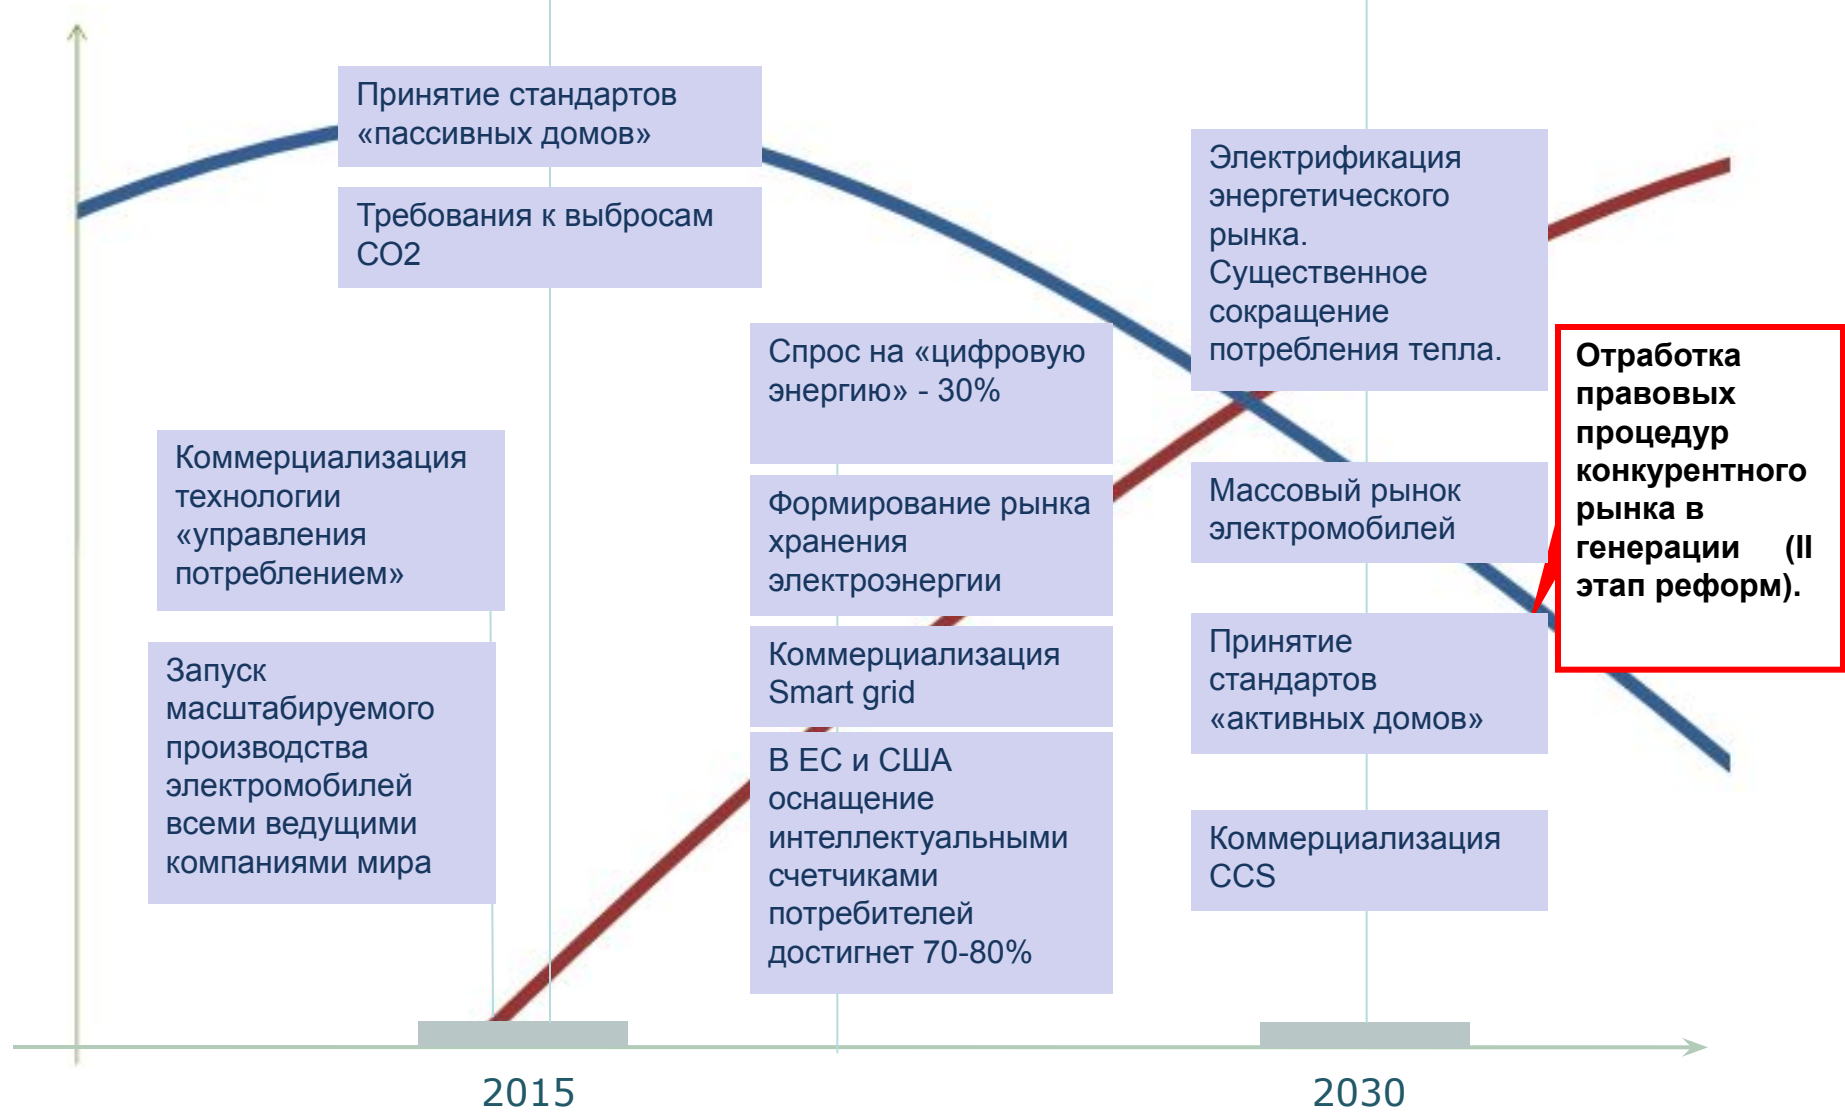 Принятие стандартов
«пассивных домов»
Требования к выбросам
СО2
Коммерциализация
технологии
«управления
потреблением»
Запуск
масштабируемого
производства
электромобилей
всеми ведущими
компаниями мира
Спрос на «цифровую
энергию» - 30%
Формирование рынка
хранения
электроэнергии
Коммерциализация
Smart grid
В ЕС и США
оснащение
интеллектуальными
счетчиками
потребителей
достигнет 70-80%
Электрификация
энергетического
рынка.
Существенное
сокращение
потребления тепла.
Массовый рынок
электромобилей
Принятие
стандартов
«активных домов»
Коммерциализация
CCS
Отработка
правовых
процедур
конкурентного
рынка в
генерации (II
этап реформ).
2015
2030